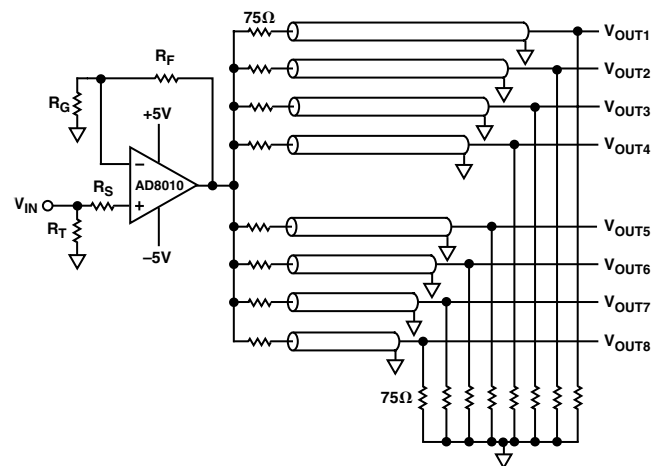 75Ω
VOUT1
RF
VOUT2
RG
+5V
VOUT3
VOUT4
–
AD8010
RS
VIN
+
RT
–5V
VOUT5
VOUT6
VOUT7
VOUT8
75Ω